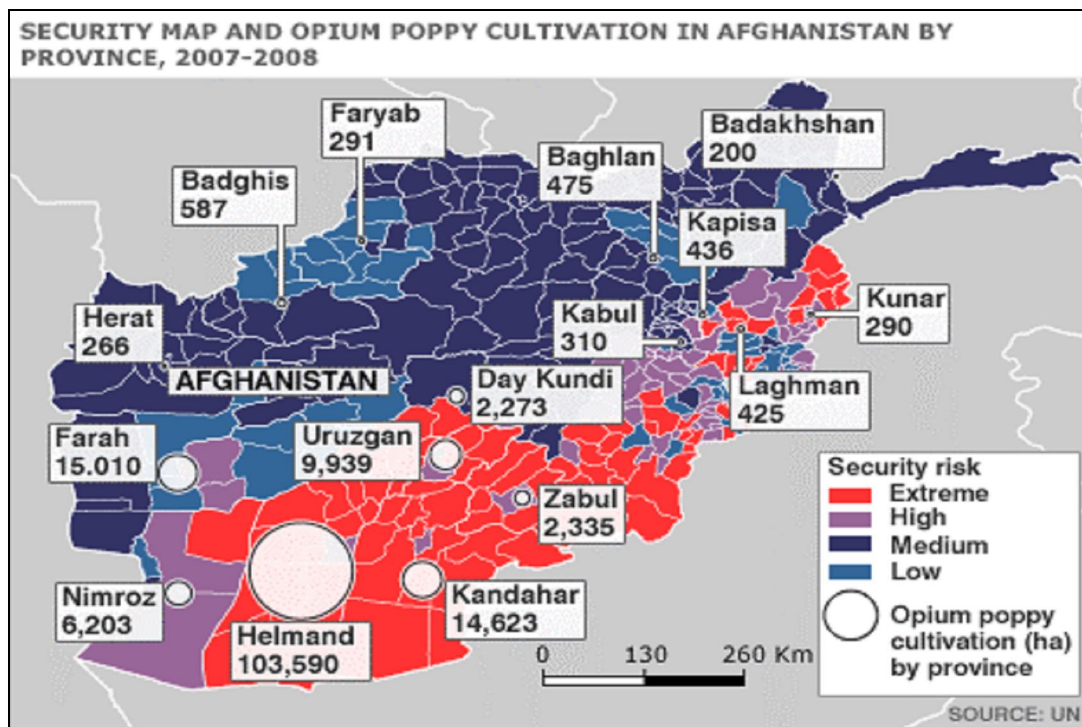 SECURITY MAP AND OPIUM POPPY CULTIVATION IN AFGHANISTAN BY
PROVINCE, 2007-2008
Faryab
291
Badakhshan
200
Baghlan
475
Badghis
587
Kapisa
436
Kunar
290
Herat
266
Kabul
310
AFGHANISTAN
Day Kundi
2,273
Laghman
425
Farah
15.010
Uruzgan
9,939
Zabul
2,335
Nimroz
6,203
Helmand
103,590
Kandahar
14,623
Security risk
Extreme
High
Medium
Low
Opium poppy
cultivation (ha)
by province
0 130 260 Km
SOURCE: UN